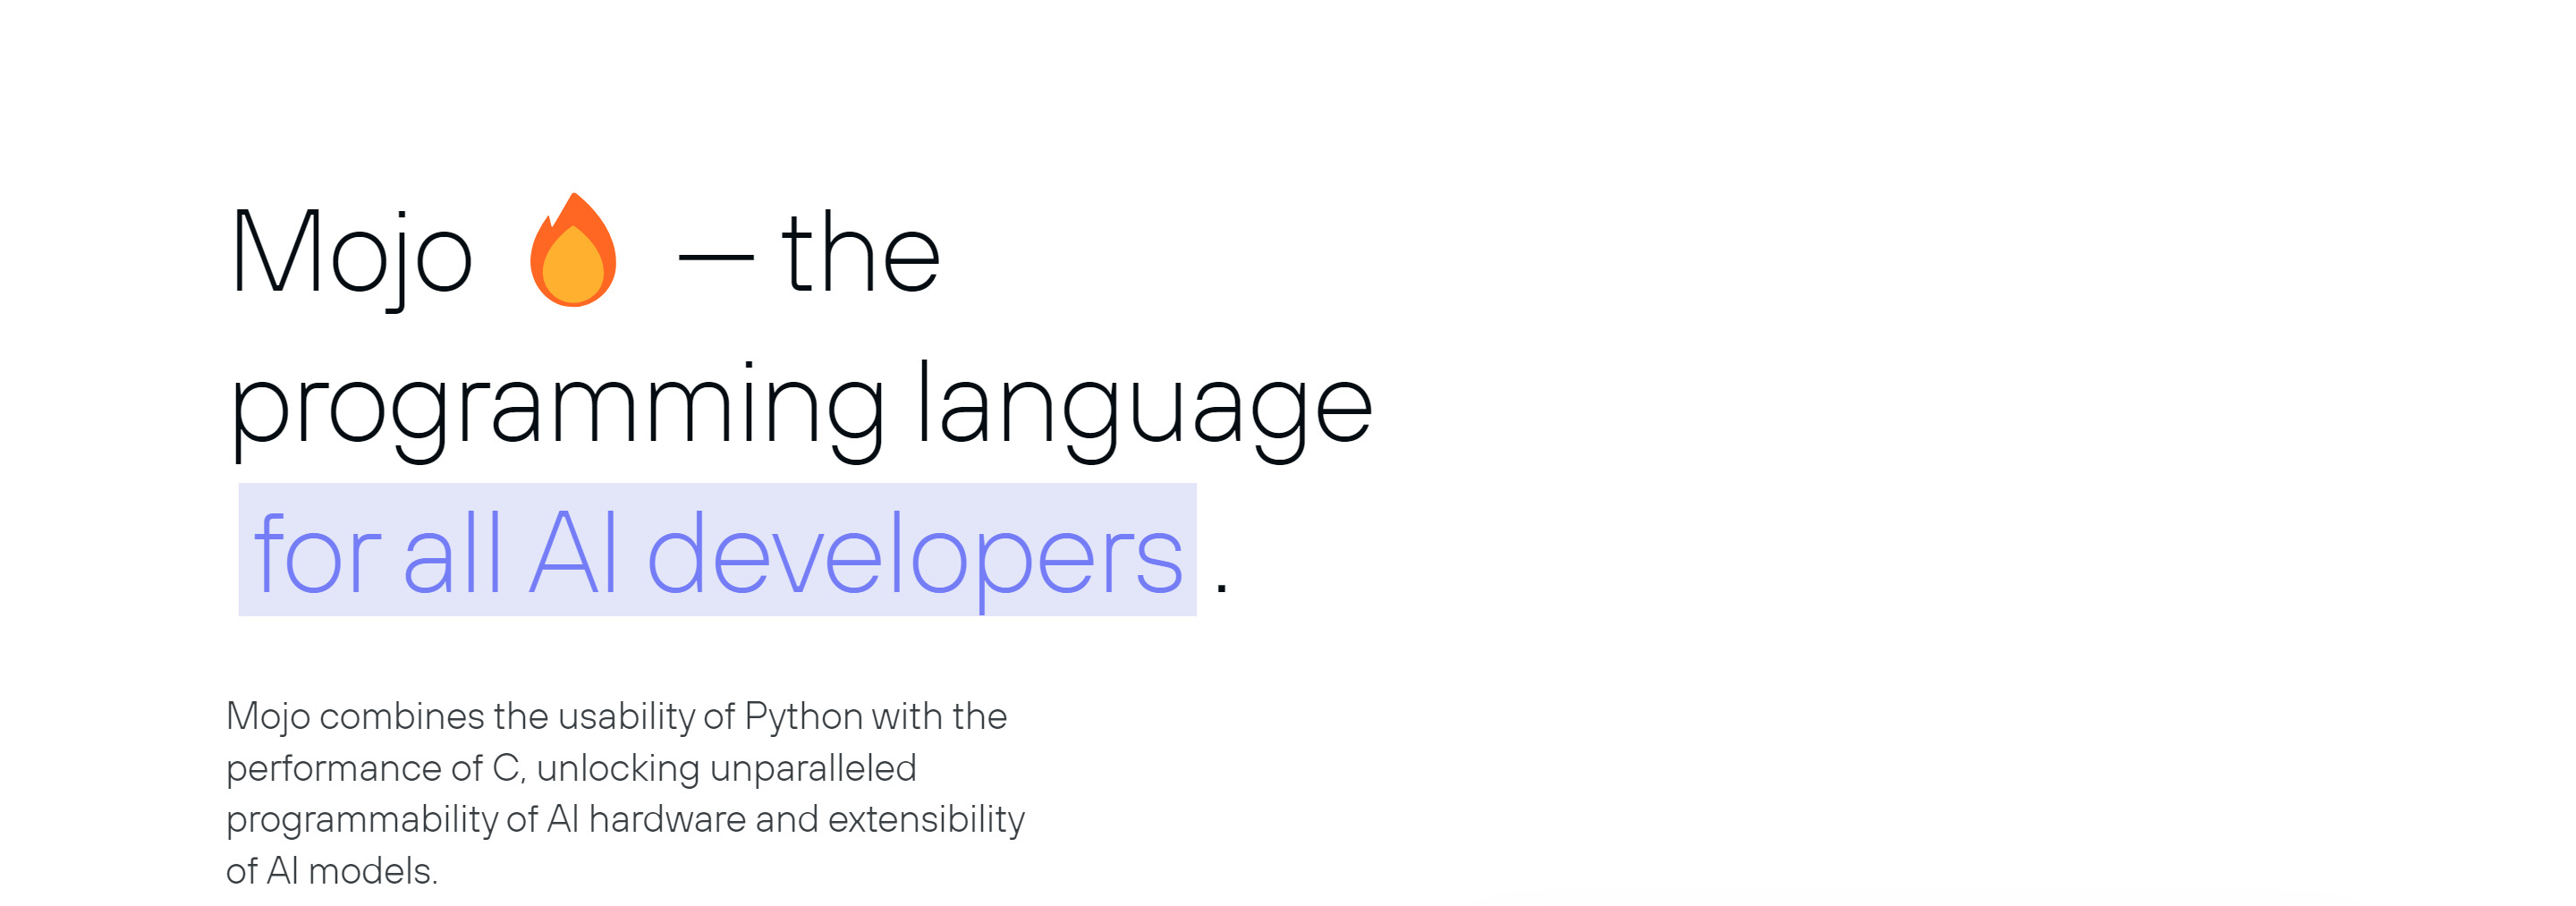 Mojo 🔥 — the
programming language
for all AI developers .
Mojo combines the usability of Python with the
performance of C, unlocking unparalleled
programmability of AI hardware and extensibility
of AI models.